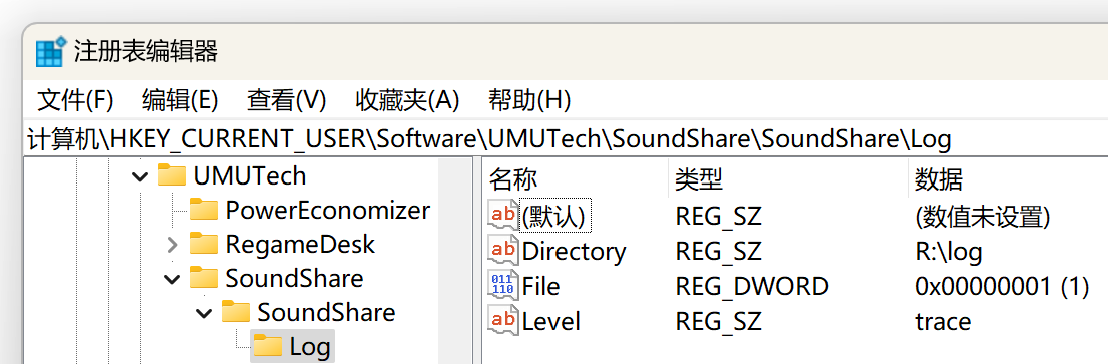 注册表编辑器
文件(F) 编辑(E) 查看(V) 收藏夹(A) 帮助(H)
计算机\HKEY_CURRENT_USER\Software\UMUTech\SoundShare\SoundShare\Log
UMUTech
PowerEconomizer
RegameDesk
SoundShare
SoundShare
Log
名称 类型 数据
ab (默认) REG_SZ (数值未设置)
ab Directory REG_SZ R:\log
011 110 File REG_DWORD 0x00000001 (1)
ab Level REG_SZ trace